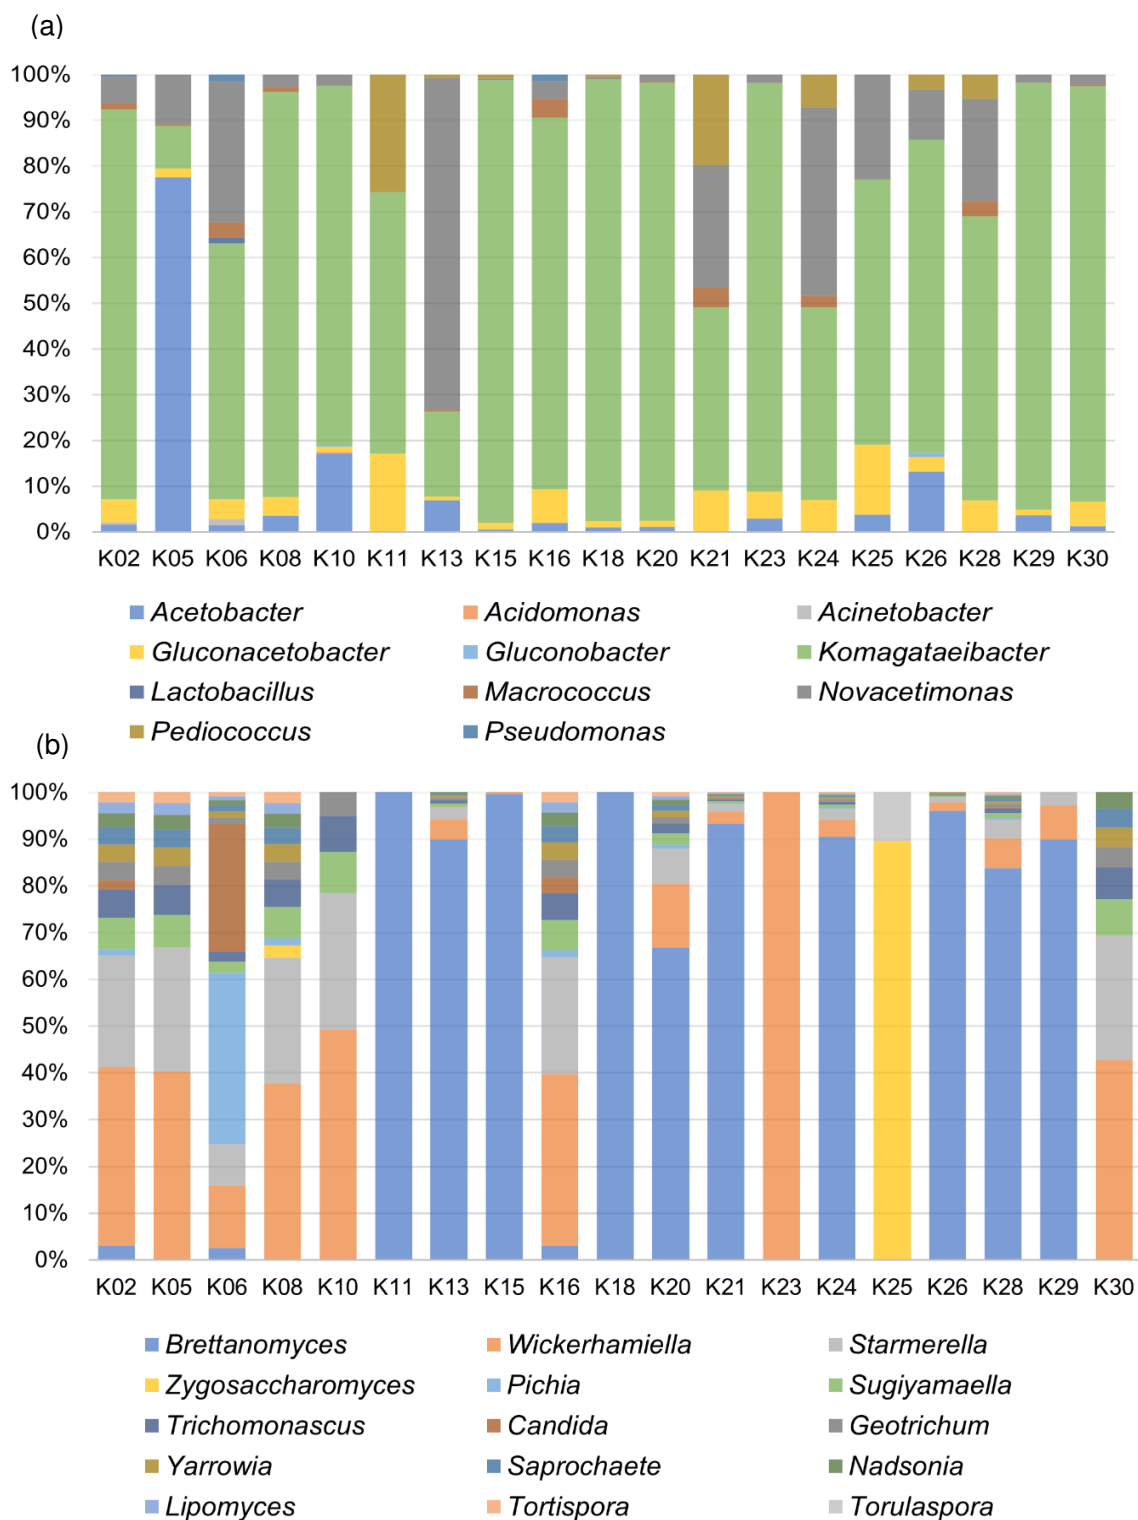 (a)
100%
90%
80%
70%
60%
50%
40%
30%
20%
10%
0%
K02 K05 K06 K08 K10 K11 K13 K15 K16 K18 K20 K21 K23 K24 K25 K26 K28 K29 K30
Acetobacter Acidomonas Acinetobacter
Gluconacetobacter Gluconobacter Komagataeibacter
Lactobacillus Macrococcus Novacetimonas
Pediococcus Pseudomonas
(b)
100%
90%
80%
70%
60%
50%
40%
30%
20%
10%
0%
K02 K05 K06 K08 K10 K11 K13 K15 K16 K18 K20 K21 K23 K24 K25 K26 K28 K29 K30
Brettanomyces Wickerhamiella Starmerella
Zygosaccharomyces Pichia Sugiyamaella
Trichomonascus Candida Geotrichum
Yarrowia Saprochaete Nadsonia
Lipomyces Tortispora Torulaspora